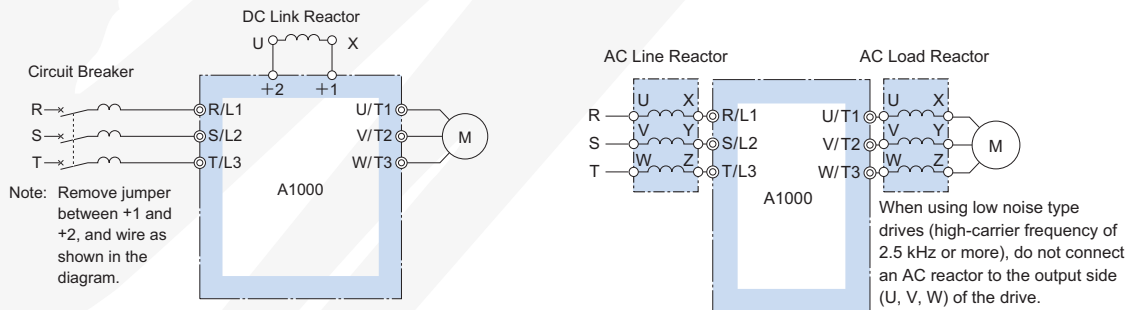 DC Link Reactor
U X
+2 +1
Circuit Breaker
R R/L1 U/T1
S S/L2 V/T2 M
T T/L3 W/T3
A1000
Note: Remove jumper
between +1 and
+2, and wire as
shown in the
diagram.
AC Line Reactor AC Load Reactor
U X U X
R R/L1 U/T1
V Y V Y
S S/L2 V/T2 M
W Z W Z
T T/L3 W/T3
A1000
When using low noise type
drives (high-carrier frequency of
2.5 kHz or more), do not connect
an AC reactor to the output side
(U, V, W) of the drive.